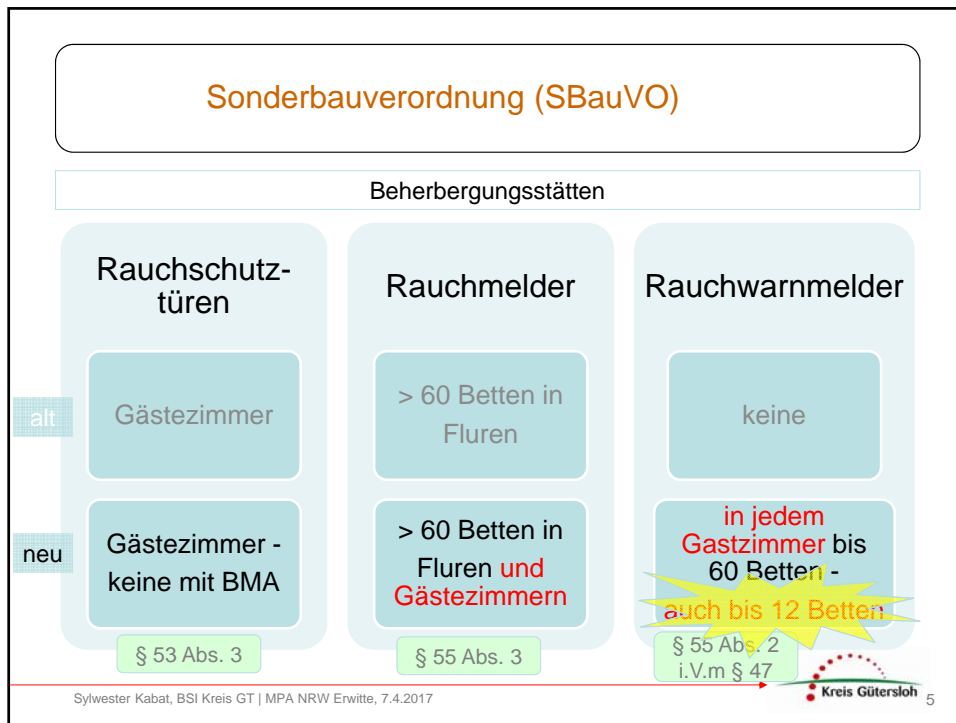 Sonderbauverordnung (SBauVO)
Beherbergungsstätten
Rauchschutz-
türen
Rauchmelder
Rauchwarnmelder
alt
Gästezimmer
> 60 Betten in
Fluren
keine
neu
Gästezimmer -
keine mit BMA
> 60 Betten in
Fluren und
Gästezimmern
in jedem
Gastzimmer bis
60 Betten -
auch bis 12 Betten
§ 53 Abs. 3
§ 55 Abs. 3
§ 55 Abs. 2
i.V.m § 47
Sylwester Kabat, BSI Kreis GT | MPA NRW Erwitte, 7.4.2017
Kreis Gütersloh
5